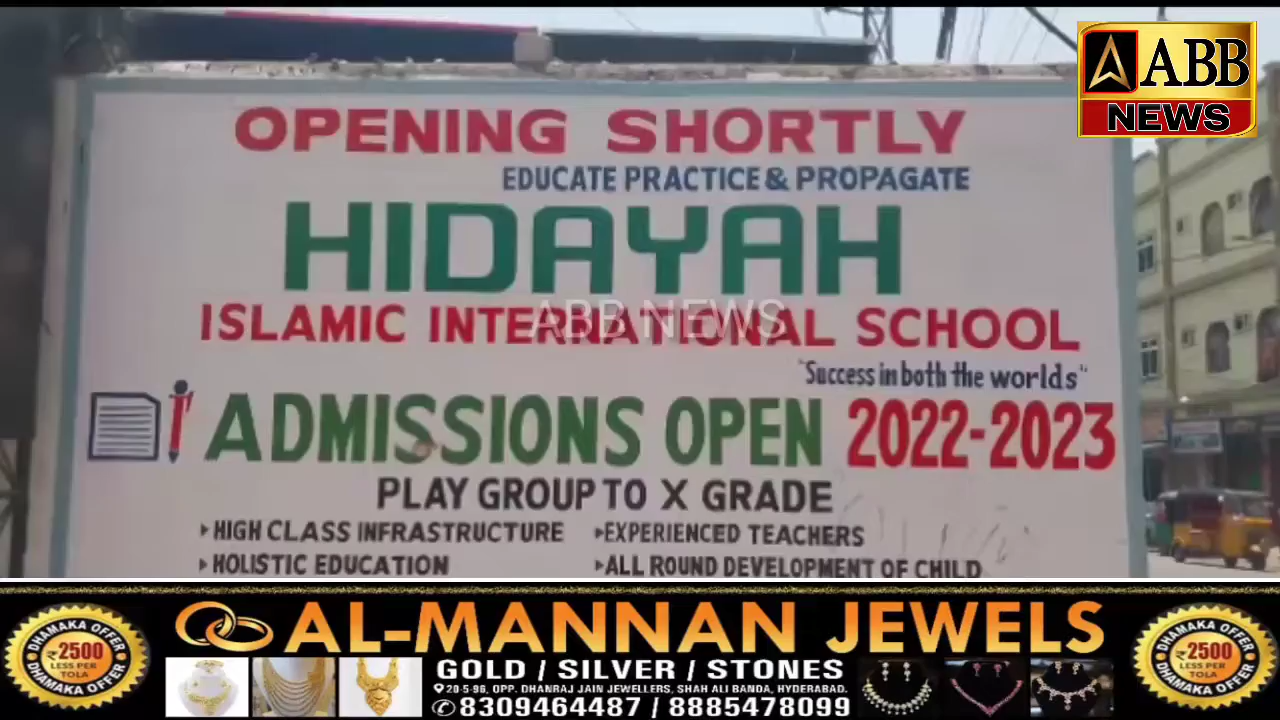 ABB
NEWS
OPENNG SHORTLY
EDUCATE PRACTICE & PROPAGATE
HIDAYAH
ISLAMIC INTERNATIONAL SCHOOL
ABB NEWS
"Success in both the worlds"
ADMISSIONS OPEN 2022-2023
PLAY GROUP TO X GRADE
HIGH CLASS INFRASTRUCTURE
EXPERIENCED TEACHERS
HOLISTIC EDUCATION
ALL ROUND DEVELOPMENT OF CHILD
DHAMAKA OFFER
₹2500
LESS PER
TOLA
DHAMAKA OFFER
AL-MANNAN JEWELS
GOLD / SILVER / STONES
20-5-96, OPP. DHANRAJ JAIN JEWELLERS, SHAH ALI BANDA, HYDERABAD.
8309464487 / 8885478099
DHAMAKA OFFER
₹2500
LESS PER
TOLA
DHAMAKA OFFER